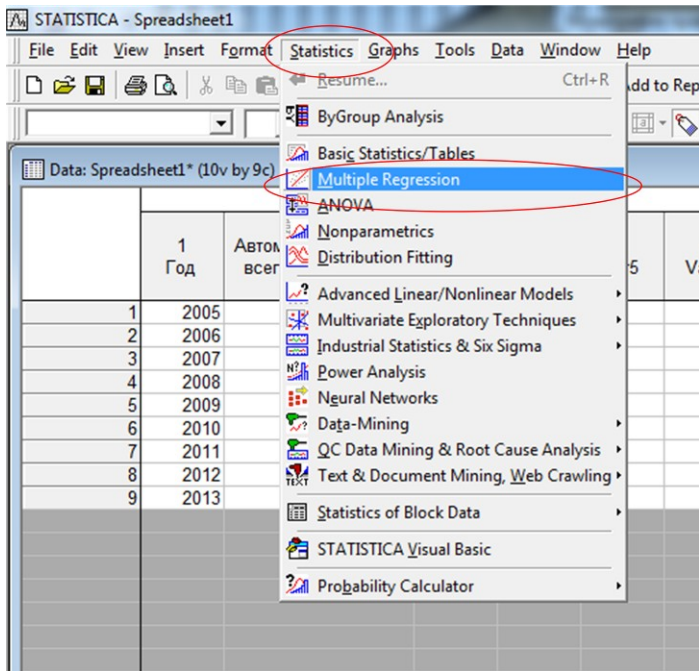 STATISTICA - Spreadsheet1
File Edit View Insert Format Statistics Graphs Tools Data Window Help
Resume... Ctrl+R
dd to Rep
ByGroup Analysis
Basic Statistics/Tables
Data: Spreadsheet1* (10v by 9c)
Multiple Regression
ANOVA
Nonparametrics
Distribution Fitting
1
Год
Автом
всег
5
Va
Advanced Linear/Nonlinear Models
Multivariate Exploratory Techniques
Industrial Statistics & Six Sigma
Power Analysis
Neural Networks
Data-Mining
QC Data Mining & Root Cause Analysis
Text & Document Mining, Web Crawling
Statistics of Block Data
STATISTICA Visual Basic
Probability Calculator
1 2005
2 2006
3 2007
4 2008
5 2009
6 2010
7 2011
8 2012
9 2013